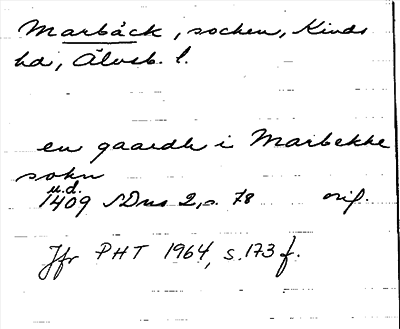 Marbäck, socken, Kinds
hd, Älvsb. l.
en gaardh i Marbekke
sokn
u.d.
1409 SDns 2, s. 78 orig.
Jfr PHT 1964, s. 173 f.